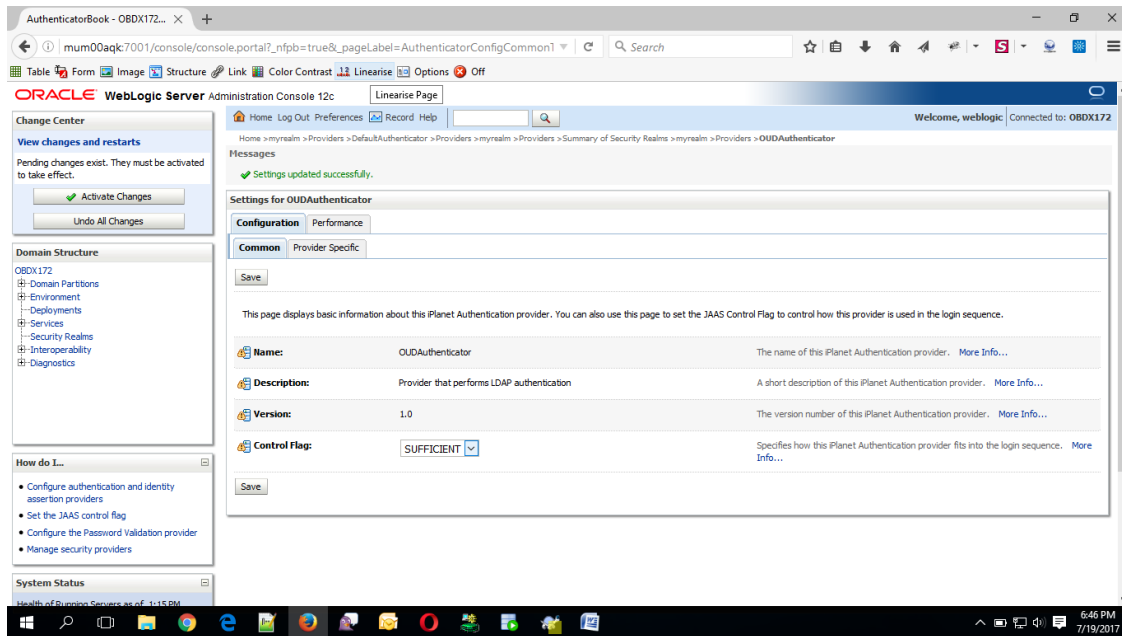 AuthenticatorBook - OBDX172...
mum00aqk:7001/console/console.portal?_nfpb=true&_pageLabel=AuthenticatorConfigCommonT
Search
Table Form Image Structure Link Color Contrast Linearise Options Off
ORACLE WebLogic Server Administration Console 12c
Linearise Page
Change Center
View changes and restarts
Pending changes exist. They must be activated
to take effect.
Activate Changes
Undo All Changes
Domain Structure
OBDX172
Domain Partitions
Environment
Deployments
Services
Security Realms
Interoperability
Diagnostics
How do I...
Configure authentication and identity
assertion providers
Set the JAAS control flag
Configure the Password Validation provider
Manage security providers
System Status
Health of Running Servers as of 1:15 PM
Home Log Out Preferences Record Help
Welcome, weblogic Connected to: OBDX172
Home >myrealm >Providers >DefaultAuthenticator >Providers >myrealm >Providers >Summary of Security Realms >myrealm >Providers >OUDAuthenticator
Messages
Settings updated successfully.
Settings for OUDAuthenticator
Configuration Performance
Common Provider Specific
Save
This page displays basic information about this iPlanet Authentication provider. You can also use this page to set the JAAS Control Flag to control how this provider is used in the login sequence.
Name: OUDAuthenticator The name of this iPlanet Authentication provider. More Info...
Description: Provider that performs LDAP authentication A short description of this iPlanet Authentication provider. More Info...
Version: 1.0 The version number of this iPlanet Authentication provider. More Info...
Control Flag: SUFFICIENT Specifies how this iPlanet Authentication provider fits into the login sequence. More
Info...
Save
6:46 PM
7/19/2017